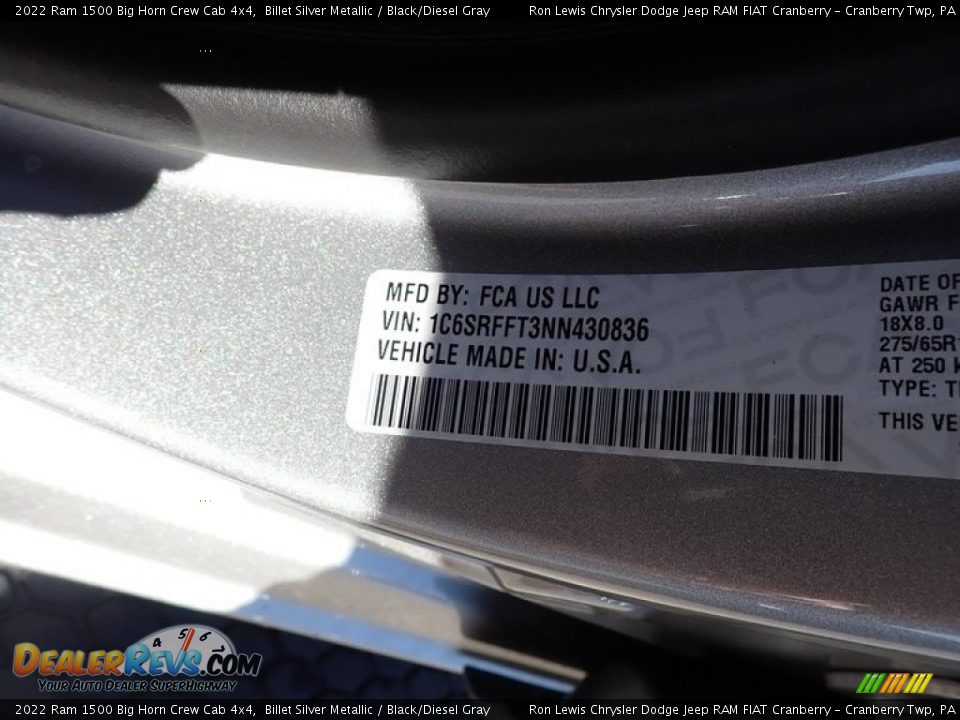 2022 Ram 1500 Big Horn Crew Cab 4x4, Billet Silver Metallic / Black/Diesel Gray Ron Lewis Chrysler Dodge Jeep RAM FIAT Cranberry - Cranberry Twp, PA
MFD BY: FCA US LLC
VIN: 1C6SRFFT3NN430836
VEHICLE MADE IN: U.S.A.
DATE OF
GAWR F
18X8.0
275/65R1
AT 250 K
TYPE: T
THIS VE
4 5 6
DEALERREVS.COM
YOUR AUTO DEALER SUPERHIGHWAY
2022 Ram 1500 Big Horn Crew Cab 4x4, Billet Silver Metallic / Black/Diesel Gray Ron Lewis Chrysler Dodge Jeep RAM FIAT Cranberry - Cranberry Twp, PA